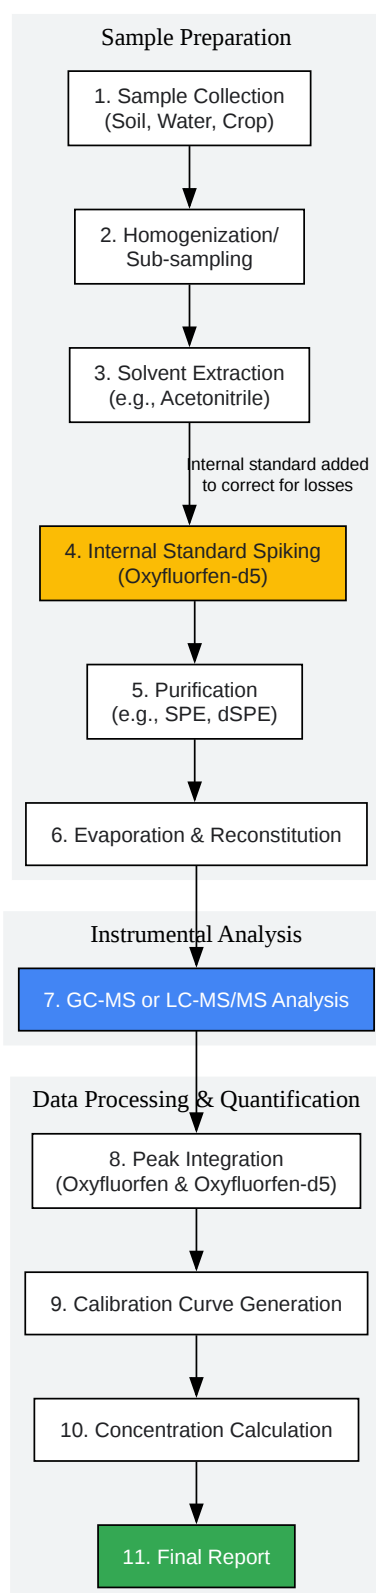 Sample Preparation
1. Sample Collection
(Soil, Water, Crop)
2. Homogenization/
Sub-sampling
3. Solvent Extraction
(e.g., Acetonitrile)
Internal standard added
to correct for losses
4. Internal Standard Spiking
(Oxyfluorfen-d5)
5. Purification
(e.g., SPE, dSPE)
6. Evaporation & Reconstitution
Instrumental Analysis
7. GC-MS or LC-MS/MS Analysis
Data Processing & Quantification
8. Peak Integration
(Oxyfluorfen & Oxyfluorfen-d5)
9. Calibration Curve Generation
10. Concentration Calculation
11. Final Report